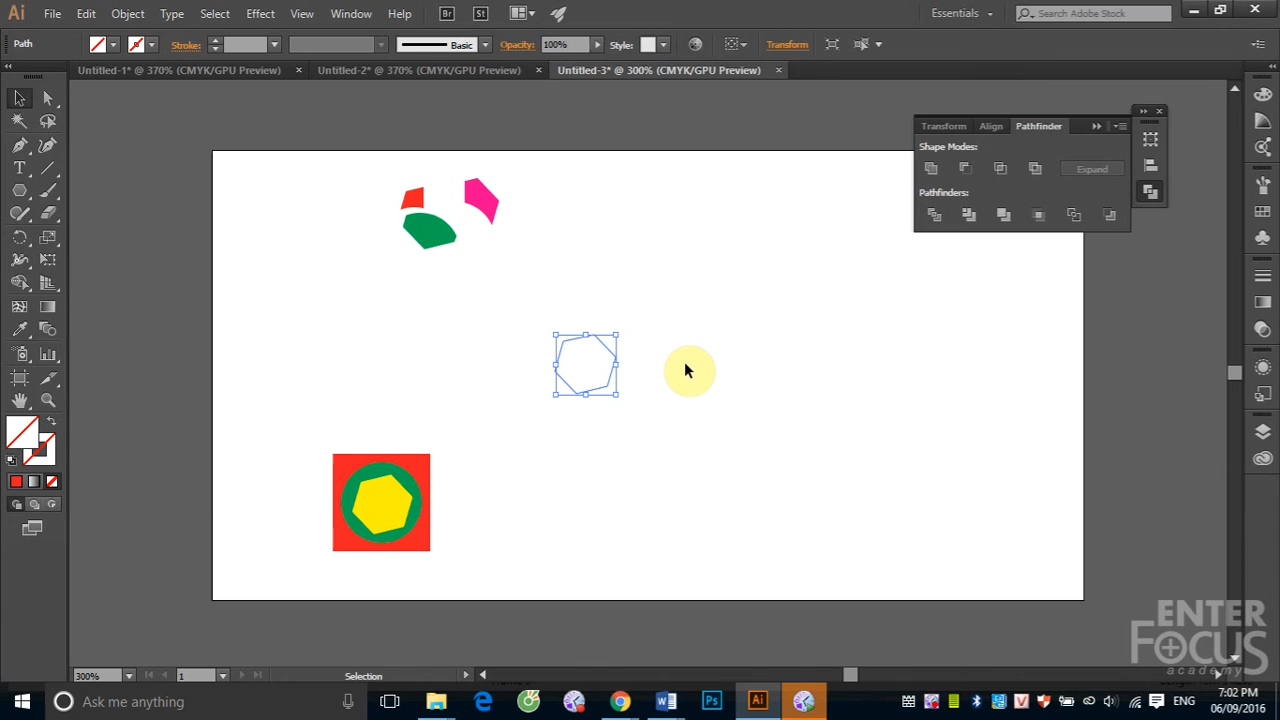 Ai File Edit Object Type Select Effect View Window Help Br St Essentials Search Adobe Stock
Path Stroke: Basic Opacity: 100% Style: Transform
Untitled-1* @ 370% (CMYK/GPU Preview) × Untitled-2* @ 370% (CMYK/GPU Preview) × Untitled-3* @ 300% (CMYK/GPU Preview) ×
Transform Align Pathfinder
Shape Modes:
Expand
Pathfinders:
T
ENTER
FOCUS
academy
300% 1 Selection
Ask me anything Ps Ai ENG 7:02 PM
06/09/2016